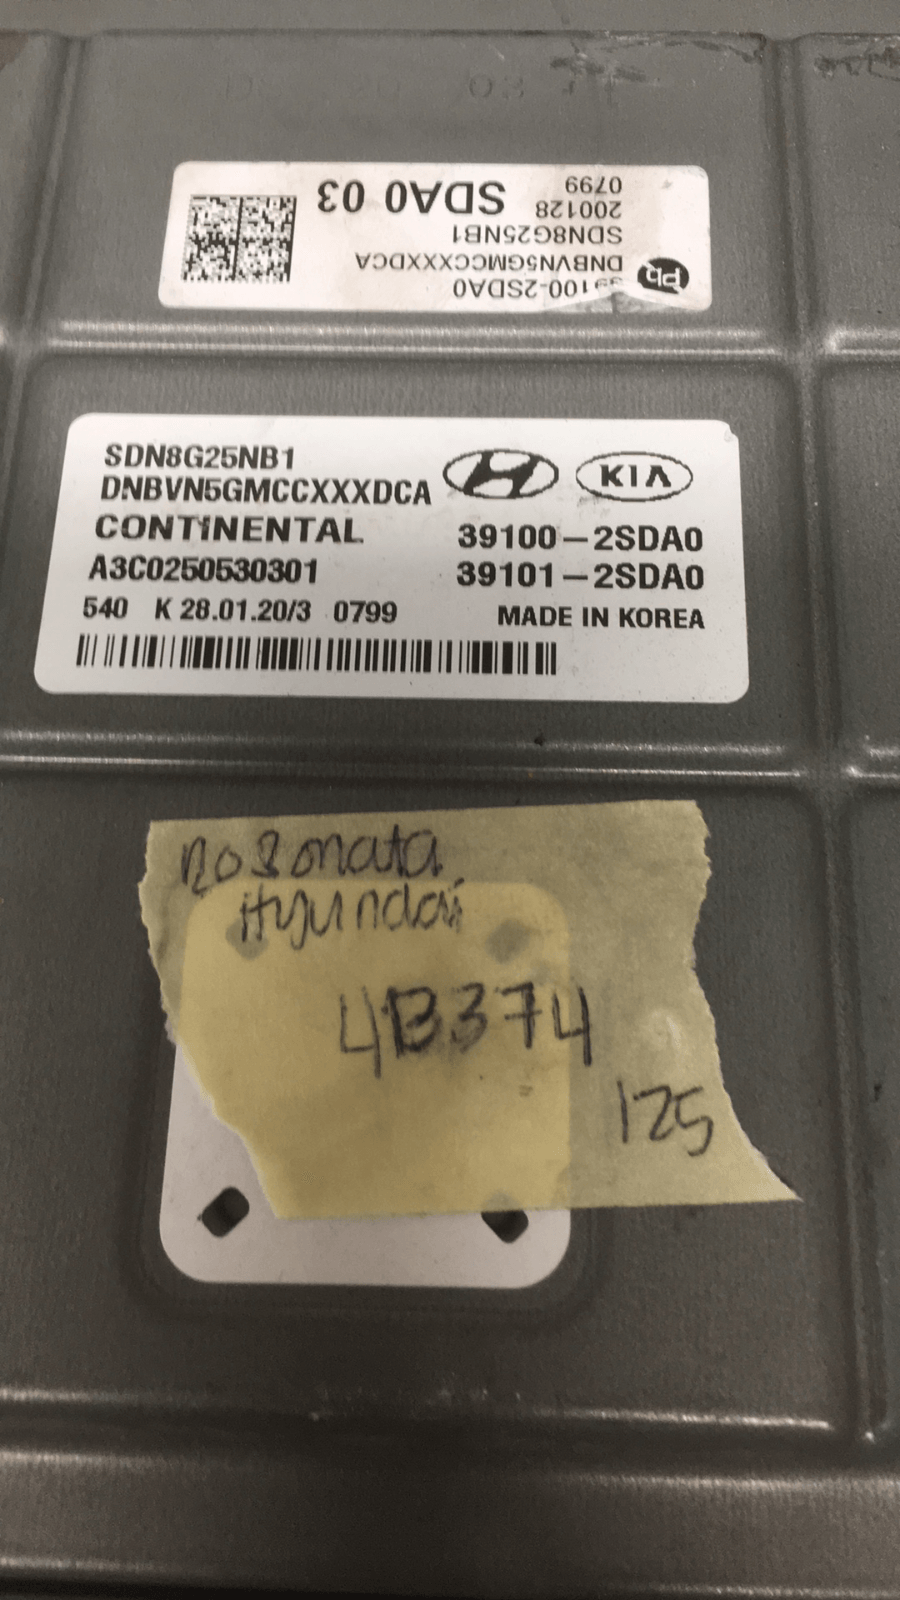 SDA0 03
0799
200128
SDN8G25NB1
DNBVN5GMCCXXXDCA
39100-2SDA0
SDN8G25NB1
DNBVN5GMCCXXXDCA
CONTINENTAL
A3C0250530301
540 K 28.01.20/3 0799
KIA
39100-2SDA0
39101-2SDA0
MADE IN KOREA
20 Sonata
Hyundai
4B374
125